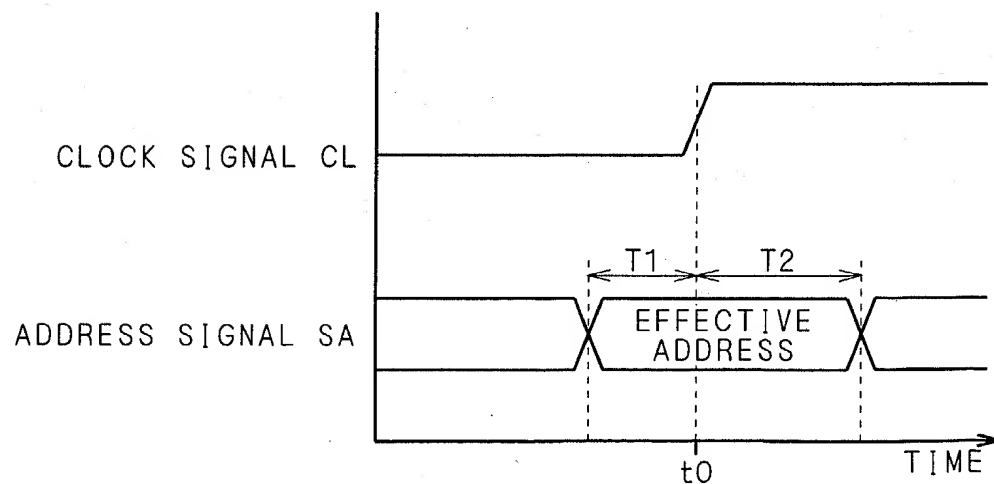 CLOCK SIGNAL CL
T1
T2
ADDRESS SIGNAL SA
EFFECTIVE
ADDRESS
t0
TIME